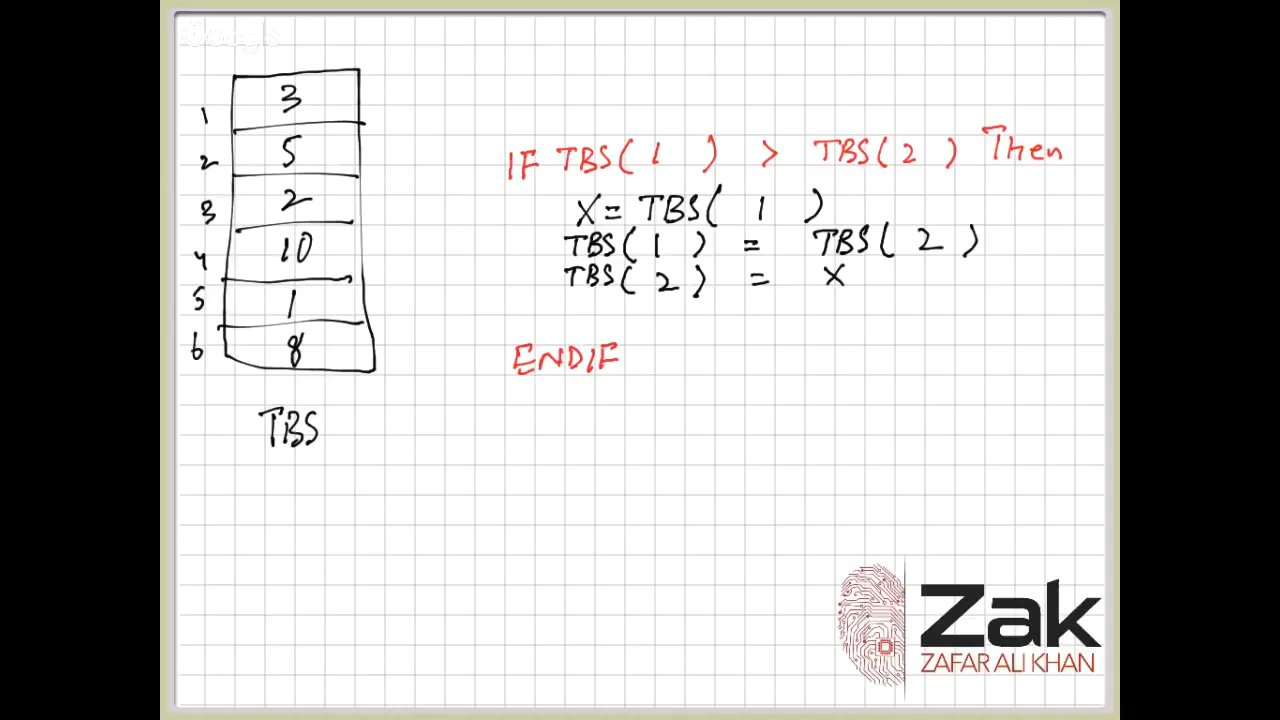 Google
1 3
2 5
3 2
4 10
5 1
6 8
TBS
IF TBS( 1 ) > TBS( 2 ) Then
X = TBS( 1 )
TBS( 1 ) = TBS( 2 )
TBS( 2 ) = X
ENDIF
Zak
ZAFAR ALI KHAN